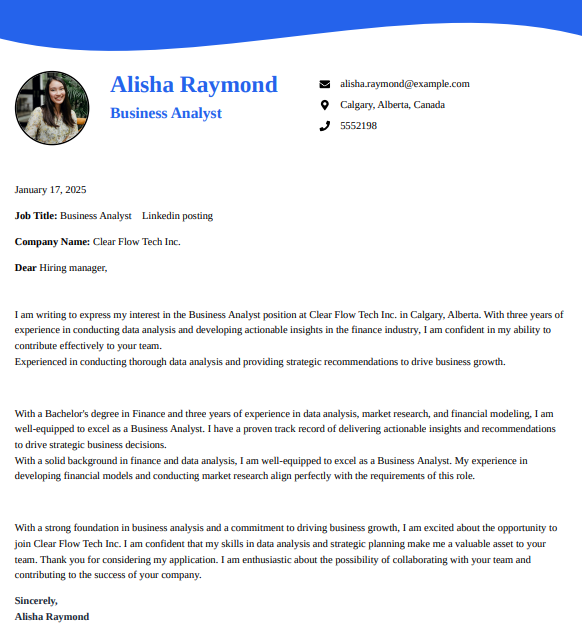 Alisha Raymond
Business Analyst
alisha.raymond@example.com
Calgary, Alberta, Canada
5552198
January 17, 2025
Job Title: Business Analyst Linkedin posting
Company Name: Clear Flow Tech Inc.
Dear Hiring manager,
I am writing to express my interest in the Business Analyst position at Clear Flow Tech Inc. in Calgary, Alberta. With three years of
experience in conducting data analysis and developing actionable insights in the finance industry, I am confident in my ability to
contribute effectively to your team.
Experienced in conducting thorough data analysis and providing strategic recommendations to drive business growth.
With a Bachelor's degree in Finance and three years of experience in data analysis, market research, and financial modeling, I am
well-equipped to excel as a Business Analyst. I have a proven track record of delivering actionable insights and recommendations
to drive strategic business decisions.
With a solid background in finance and data analysis, I am well-equipped to excel as a Business Analyst. My experience in
developing financial models and conducting market research align perfectly with the requirements of this role.
With a strong foundation in business analysis and a commitment to driving business growth, I am excited about the opportunity to
join Clear Flow Tech Inc. I am confident that my skills in data analysis and strategic planning make me a valuable asset to your
team. Thank you for considering my application. I am enthusiastic about the possibility of collaborating with your team and
contributing to the success of your company.
Sincerely,
Alisha Raymond